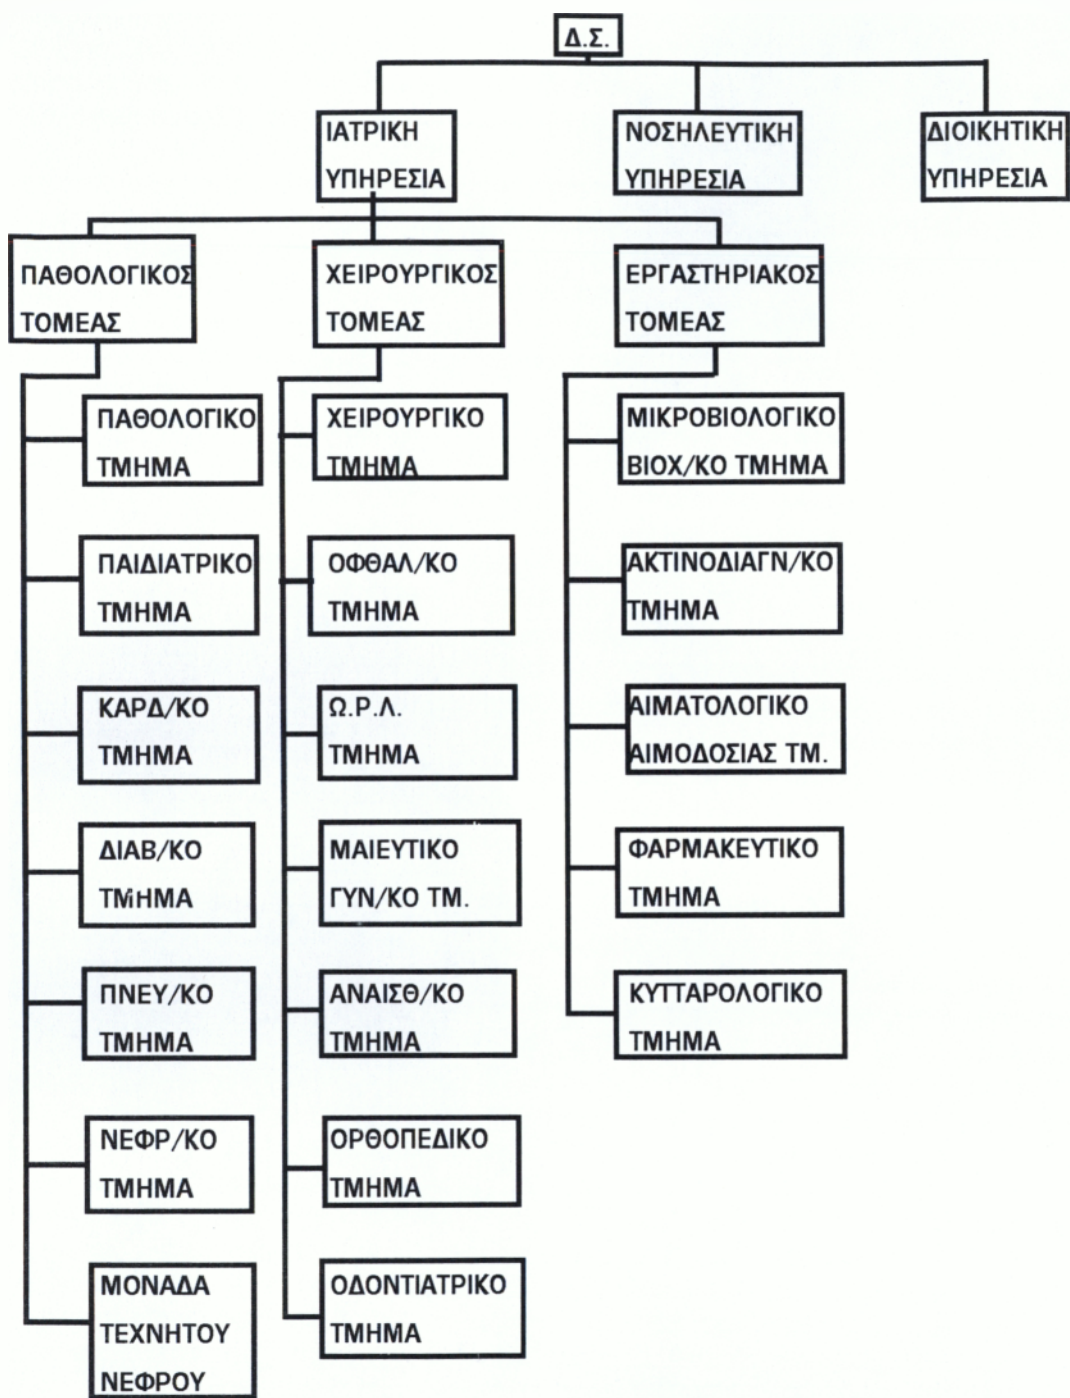 Δ.Σ.
ΙΑΤΡΙΚΗ
ΥΠΗΡΕΣΙΑ
ΝΟΣΗΛΕΥΤΙΚΗ
ΥΠΗΡΕΣΙΑ
ΔΙΟΙΚΗΤΙΚΗ
ΥΠΗΡΕΣΙΑ
ΠΑΘΟΛΟΓΙΚΟΣ
ΤΟΜΕΑΣ
ΧΕΙΡΟΥΡΓΙΚΟΣ
ΤΟΜΕΑΣ
ΕΡΓΑΣΤΗΡΙΑΚΟΣ
ΤΟΜΕΑΣ
ΠΑΘΟΛΟΓΙΚΟ
ΤΜΗΜΑ
ΠΑΙΔΙΑΤΡΙΚΟ
ΤΜΗΜΑ
ΚΑΡΔ/ΚΟ
ΤΜΗΜΑ
ΔΙΑΒ/ΚΟ
ΤΜΗΜΑ
ΠΝΕΥ/ΚΟ
ΤΜΗΜΑ
ΝΕΦΡ/ΚΟ
ΤΜΗΜΑ
ΜΟΝΑΔΑ
ΤΕΧΝΗΤΟΥ
ΝΕΦΡΟΥ
ΧΕΙΡΟΥΡΓΙΚΟ
ΤΜΗΜΑ
ΟΦΘΑΛ/ΚΟ
ΤΜΗΜΑ
Ω.Ρ.Λ.
ΤΜΗΜΑ
ΜΑΙΕΥΤΙΚΟ
ΓΥΝ/ΚΟ ΤΜ.
ΑΝΑΙΣΘ/ΚΟ
ΤΜΗΜΑ
ΟΡΘΟΠΕΔΙΚΟ
ΤΜΗΜΑ
ΟΔΟΝΤΙΑΤΡΙΚΟ
ΤΜΗΜΑ
ΜΙΚΡΟΒΙΟΛΟΓΙΚΟ
ΒΙΟΧ/ΚΟ ΤΜΗΜΑ
ΑΚΤΙΝΟΔΙΑΓΝ/ΚΟ
ΤΜΗΜΑ
ΑΙΜΑΤΟΛΟΓΙΚΟ
ΑΙΜΟΔΟΣΙΑΣ ΤΜ.
ΦΑΡΜΑΚΕΥΤΙΚΟ
ΤΜΗΜΑ
ΚΥΤΤΑΡΟΛΟΓΙΚΟ
ΤΜΗΜΑ